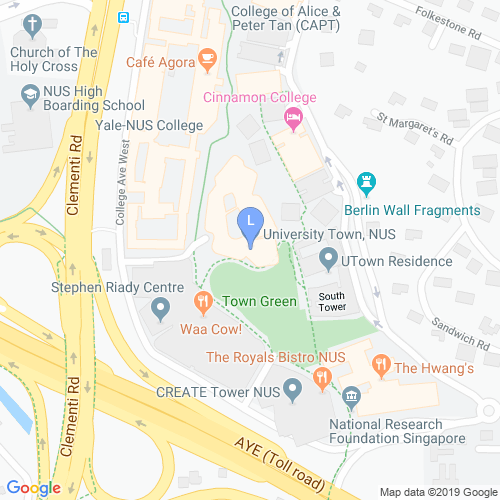 College of Alice &
Peter Tan (CAPT)
Folkestone Rd
Church of The
Holy Cross
Café Agora
NUS High
Boarding School
Cinnamon College
St Margaret's Rd
Yale-NUS College
Clementi Rd
College Ave West
Berlin Wall Fragments
L
University Town, NUS
UTown Residence
Stephen Riady Centre
Town Green
South
Tower
Waa Cow!
Sandwich Rd
The Royals Bistro NUS
The Hwang's
CREATE Tower NUS
Clementi Rd
National Research
Foundation Singapore
AYE (Toll road)
Google
Map data ©2019 Google